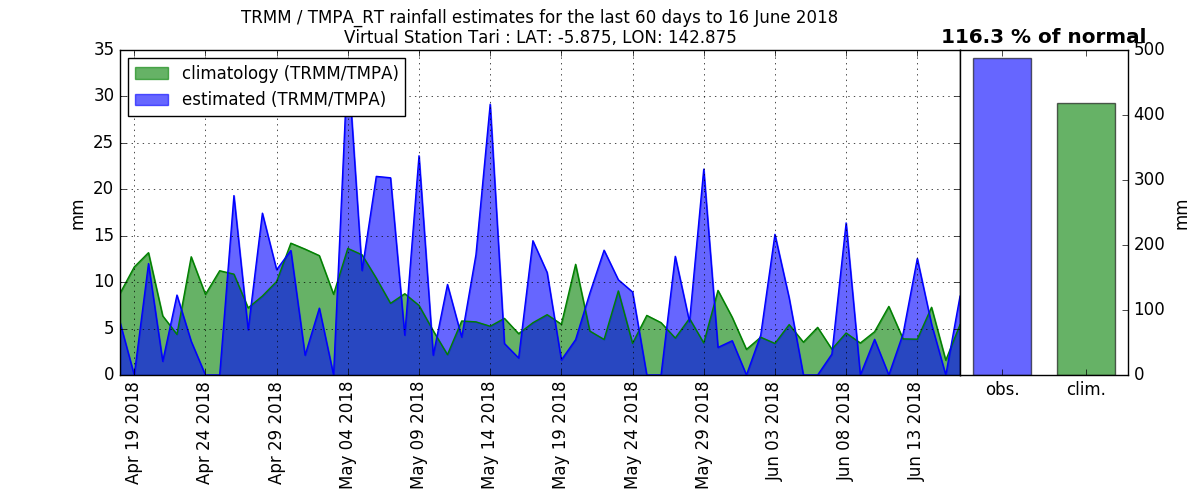 TRMM / TMPA_RT rainfall estimates for the last 60 days to 16 June 2018
Virtual Station Tari : LAT: -5.875, LON: 142.875
116.3 % of normal
climatology (TRMM/TMPA)
estimated (TRMM/TMPA)
35
30
25
20
15
10
5
0
mm
Apr 19 2018
Apr 24 2018
Apr 29 2018
May 04 2018
May 09 2018
May 14 2018
May 19 2018
May 24 2018
May 29 2018
Jun 03 2018
Jun 08 2018
Jun 13 2018
obs.
clim.
500
400
300
200
100
0
mm